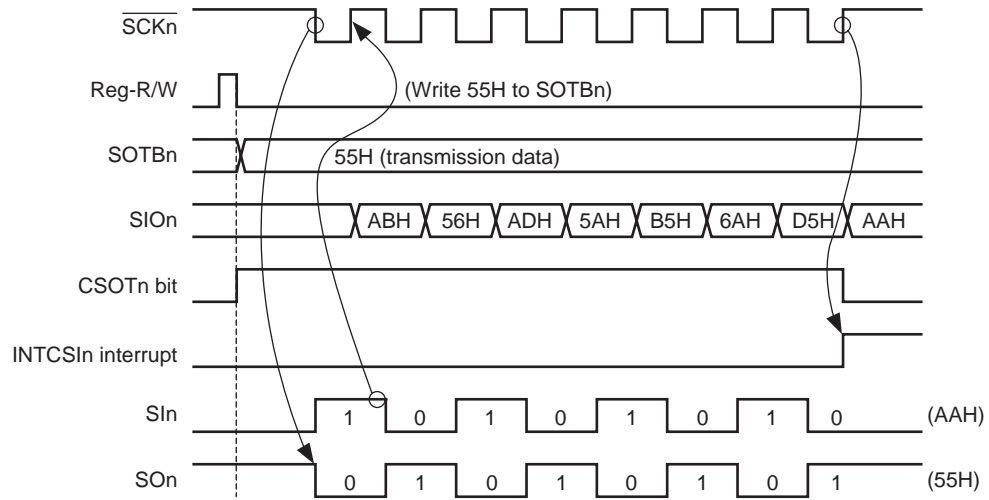 SCKn
Reg-R/W
(Write 55H to SOTBn)
SOTBn
55H (transmission data)
SIOn
ABH 56H ADH 5AH B5H 6AH D5H AAH
CSOTn bit
INTCSIn interrupt
SIn
1 0 1 0 1 0 1 0 (AAH)
SOn
0 1 0 1 0 1 0 1 (55H)